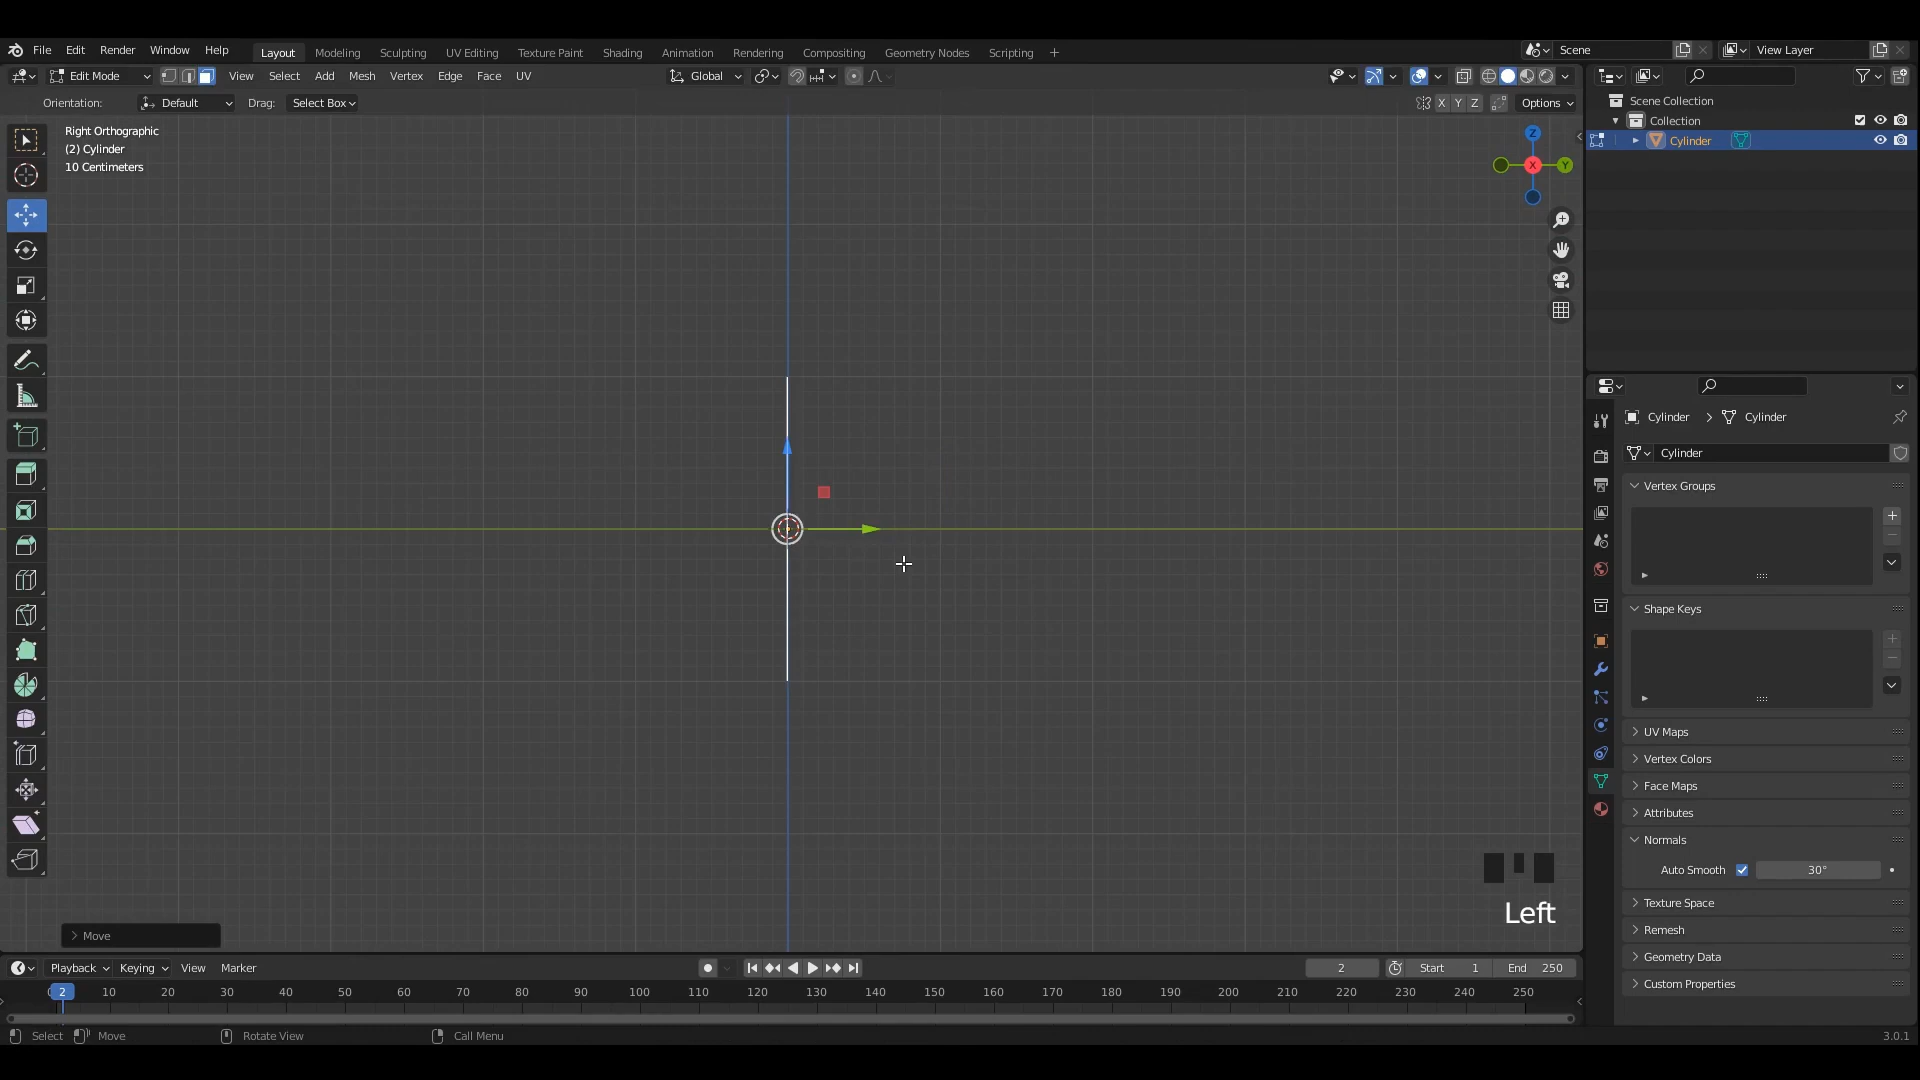 File Edit Render Window Help Layout Modeling Sculpting UV Editing Texture Paint Shading Animation Rendering Compositing Geometry Nodes Scripting + Scene View Layer
Edit Mode View Select Add Mesh Vertex Edge Face UV Global
Orientation: Default Drag: Select Box X Y Z Options
Right Orthographic
(2) Cylinder
10 Centimeters
Z
X
Y
Move
Left
Scene Collection
Collection
Cylinder
Cylinder Cylinder
Cylinder
Vertex Groups
Shape Keys
UV Maps
Vertex Colors
Face Maps
Attributes
Normals
Auto Smooth 30°
Texture Space
Remesh
Geometry Data
Custom Properties
Playback Keying View Marker 2 Start 1 End 250
2 10 20 30 40 50 60 70 80 90 100 110 120 130 140 150 160 170 180 190 200 210 220 230 240 250
Select Move Rotate View Call Menu 3.0.1